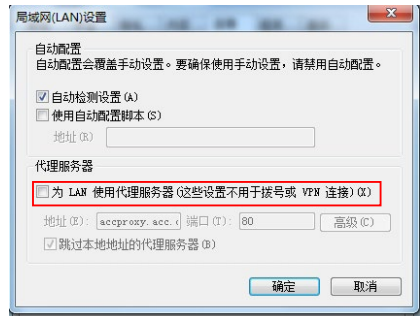 局域网(LAN)设置
自动配置
自动配置会覆盖手动设置。要确保使用手动设置，请禁用自动配置。
自动检测设置(A)
使用自动配置脚本(S)
地址(R)
代理服务器
为 LAN 使用代理服务器(这些设置不用于拨号或 VPN 连接)(X)
地址(E): accproxy.acc. 端口(T): 80 高级(C)
跳过本地地址的代理服务器(B)
确定 取消